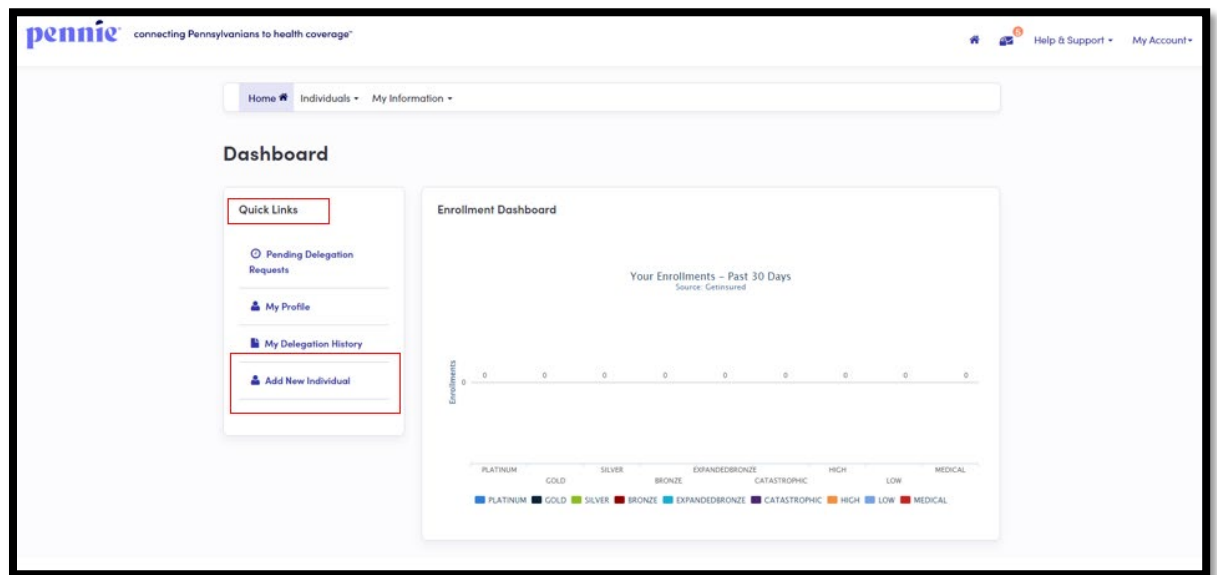 pennie connecting Pennsylvanians to health coverage™
6
Help & Support My Account
Home Individuals My Information
Dashboard
Quick Links
Pending Delegation
Requests
My Profile
My Delegation History
Add New Individual
Enrollment Dashboard
Your Enrollments – Past 30 Days
Source: Getinsured
Enrollments
0
0 0 0 0 0 0 0 0 0
PLATINUM SILVER EXPANDEDBRONZE HIGH MEDICAL
GOLD BRONZE CATASTROPHIC LOW
PLATINUM GOLD SILVER BRONZE EXPANDEDBRONZE CATASTROPHIC HIGH LOW MEDICAL